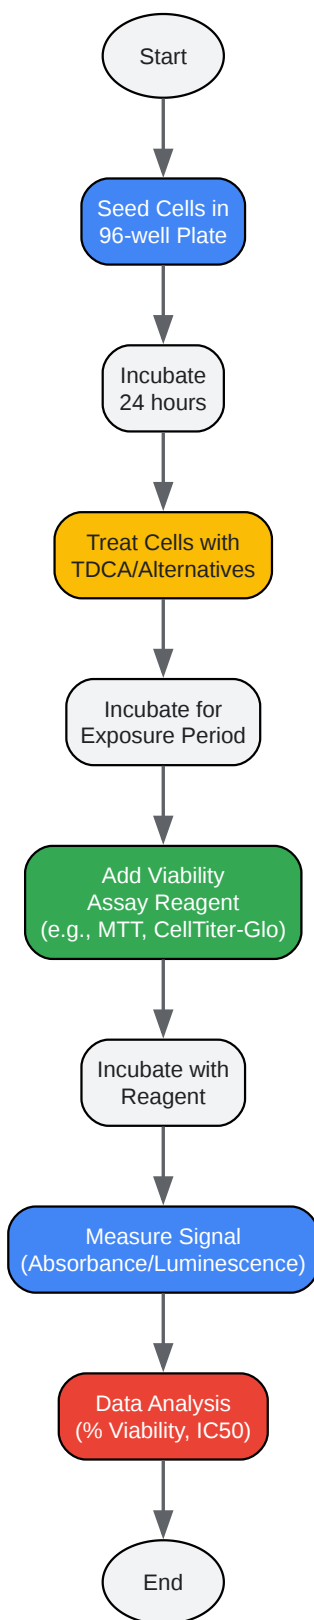 Start
Seed Cells in
96-well Plate
Incubate
24 hours
Treat Cells with
TDCA/Alternatives
Incubate for
Exposure Period
Add Viability
Assay Reagent
(e.g., MTT, CellTiter-Glo)
Incubate with
Reagent
Measure Signal
(Absorbance/Luminescence)
Data Analysis
(% Viability, IC50)
End